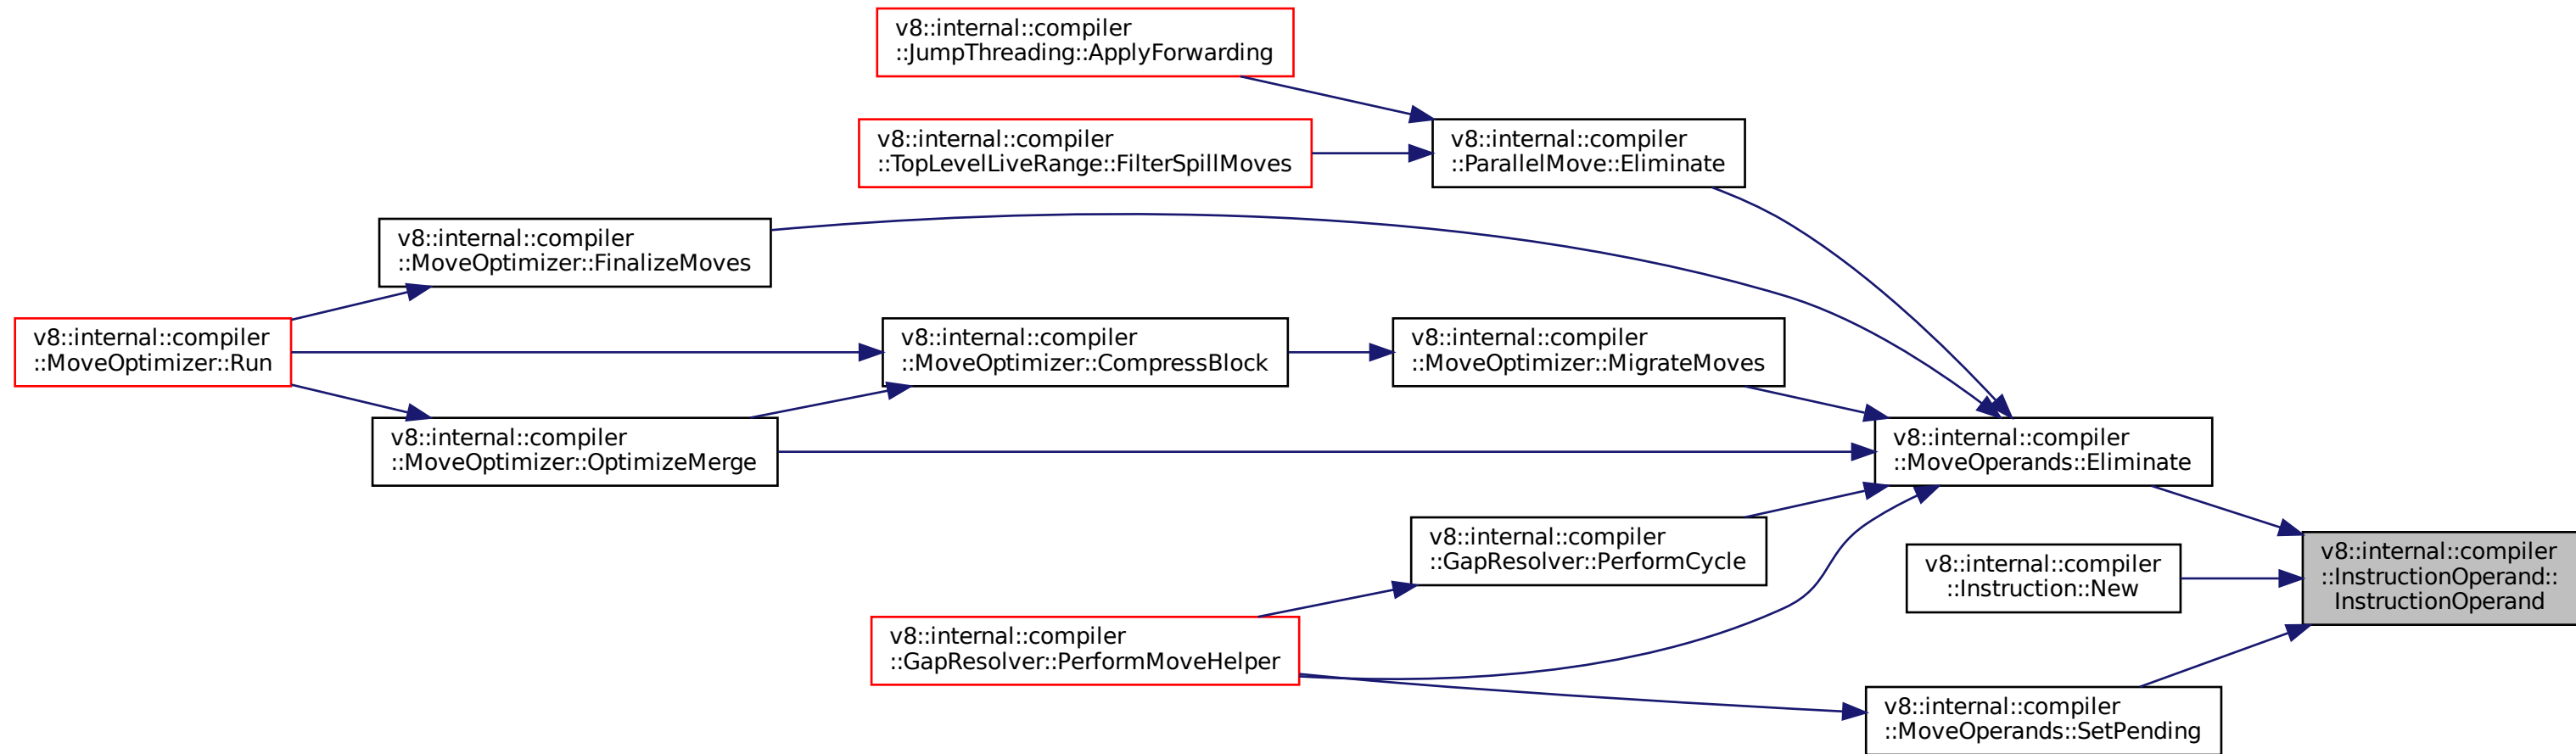 v8::internal::compiler
::JumpThreading::ApplyForwarding
v8::internal::compiler
::TopLevelLiveRange::FilterSpillMoves
v8::internal::compiler
::ParallelMove::Eliminate
v8::internal::compiler
::MoveOptimizer::FinalizeMoves
v8::internal::compiler
::MoveOptimizer::Run
v8::internal::compiler
::MoveOptimizer::CompressBlock
v8::internal::compiler
::MoveOptimizer::MigrateMoves
v8::internal::compiler
::MoveOptimizer::OptimizeMerge
v8::internal::compiler
::MoveOperands::Eliminate
v8::internal::compiler
::GapResolver::PerformCycle
v8::internal::compiler
::Instruction::New
v8::internal::compiler
::InstructionOperand::
InstructionOperand
v8::internal::compiler
::GapResolver::PerformMoveHelper
v8::internal::compiler
::MoveOperands::SetPending